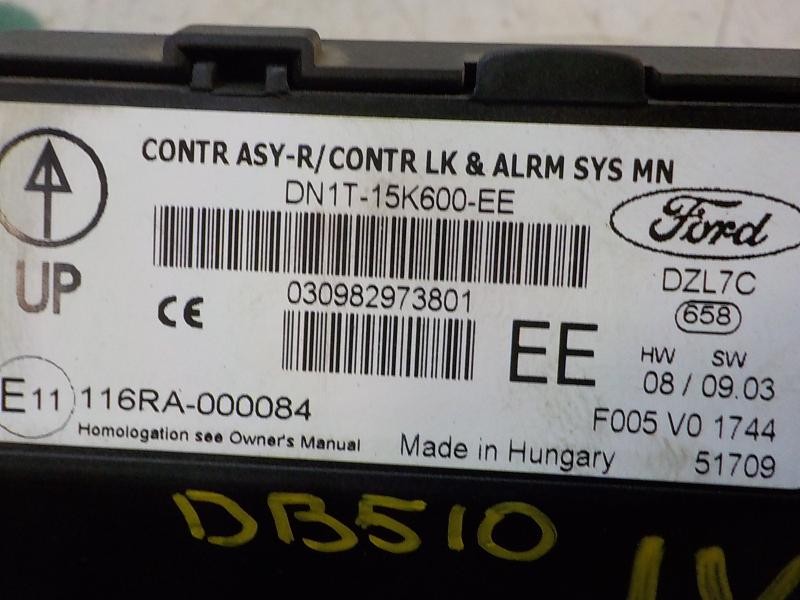 CONTR ASY-R/CONTR LK & ALRM SYS MN
DN1T-15K600-EE
Ford
UP
DZL7C
658
CE
030982973801
EE
HW SW
08 / 09.03
E11 116RA-000084
F005 V0 1744
Homologation see Owner's Manual
Made in Hungary
51709
DB510